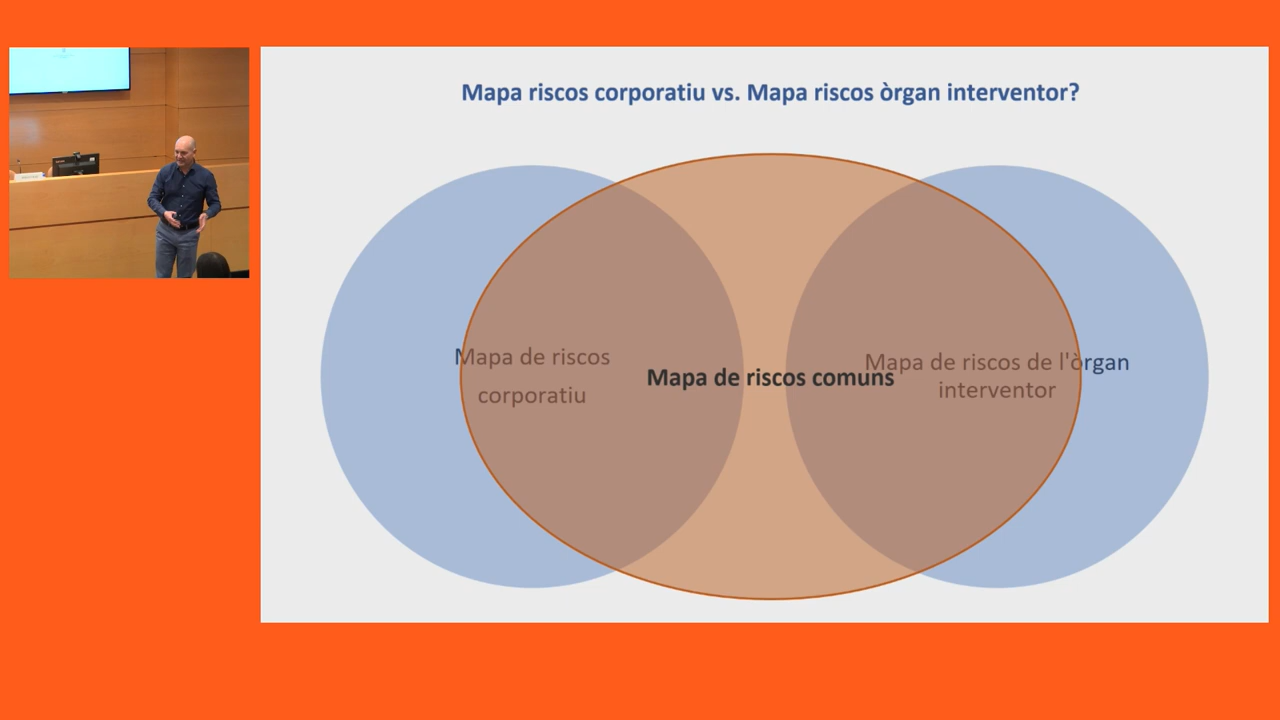 Mapa riscos corporatiu vs. Mapa riscos òrgan interventor?
Mapa de riscos
corporatiu
Mapa de riscos comuns
Mapa de riscos de l'òrgan
interventor